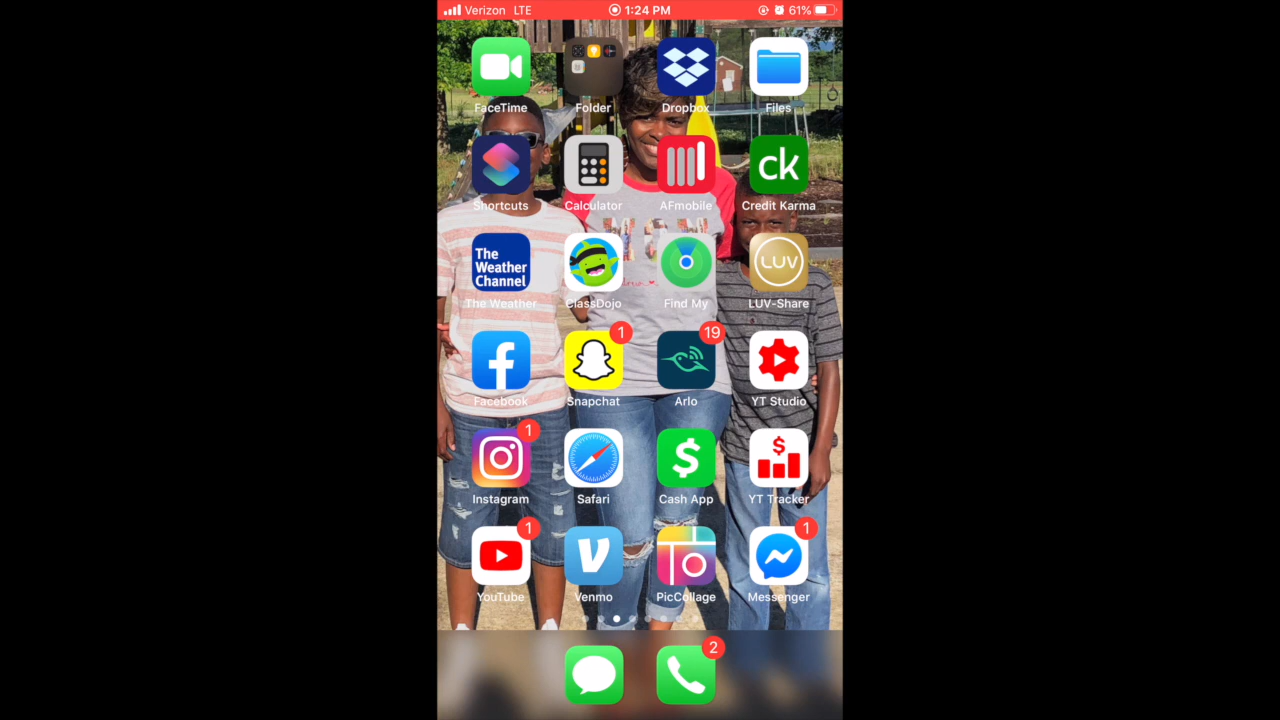 Verizon LTE 1:24 PM 61%
FaceTime Folder Dropbox Files
ck
Shortcuts Calculator AFmobile Credit Karma
The
Weather
Channel
LUV
The Weather ClassDojo Find My LUV-Share
1 19
Facebook Snapchat Arlo YT Studio
1
$ $
Instagram Safari Cash App YT Tracker
1 1
YouTube Venmo PicCollage Messenger
2